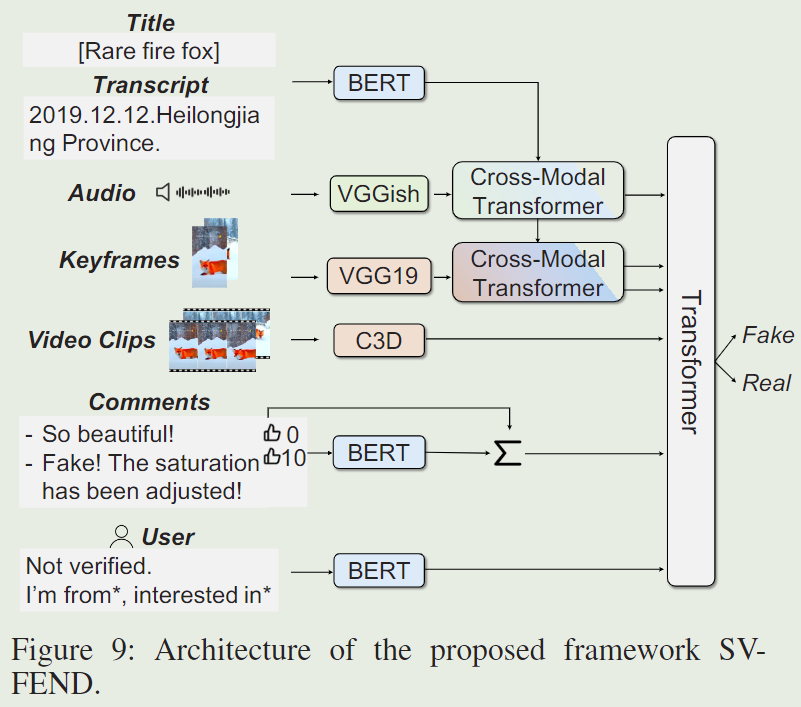 Title
[Rare fire fox]
Transcript
2019.12.12.Heilongjia
ng Province.
BERT
Audio
VGGish
Cross-Modal
Transformer
Keyframes
VGG19
Cross-Modal
Transformer
Video Clips
C3D
Transformer
Fake
Real
Comments
- So beautiful! 0
- Fake! The saturation 10
has been adjusted!
BERT
Σ
User
Not verified.
I'm from*, interested in*
BERT
Figure 9: Architecture of the proposed framework SV-
FEND.